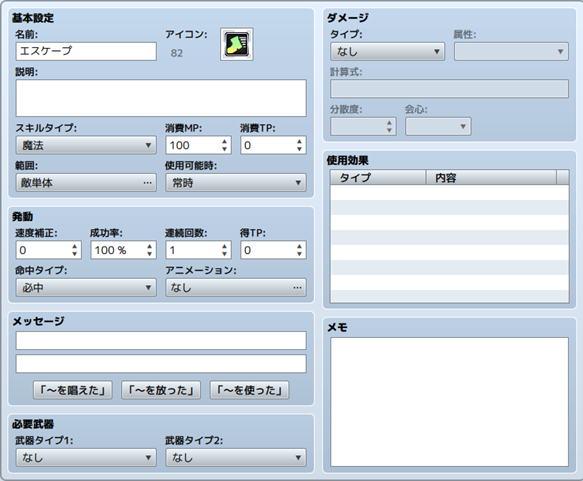 基本設定
名前:
アイコン:
エスケープ
82
説明:
スキルタイプ:
消費MP:
消費TP:
魔法
100
0
範囲:
使用可能時:
敵単体
...
常時
発動
速度補正:
成功率:
連続回数:
得TP:
0
100 %
1
0
命中タイプ:
アニメーション:
必中
なし
...
メッセージ
「～を唱えた」
「～を放った」
「～を使った」
必要武器
武器タイプ1:
武器タイプ2:
なし
なし
ダメージ
タイプ:
属性:
なし
計算式:
分散度:
会心:
使用効果
タイプ
内容
メモ